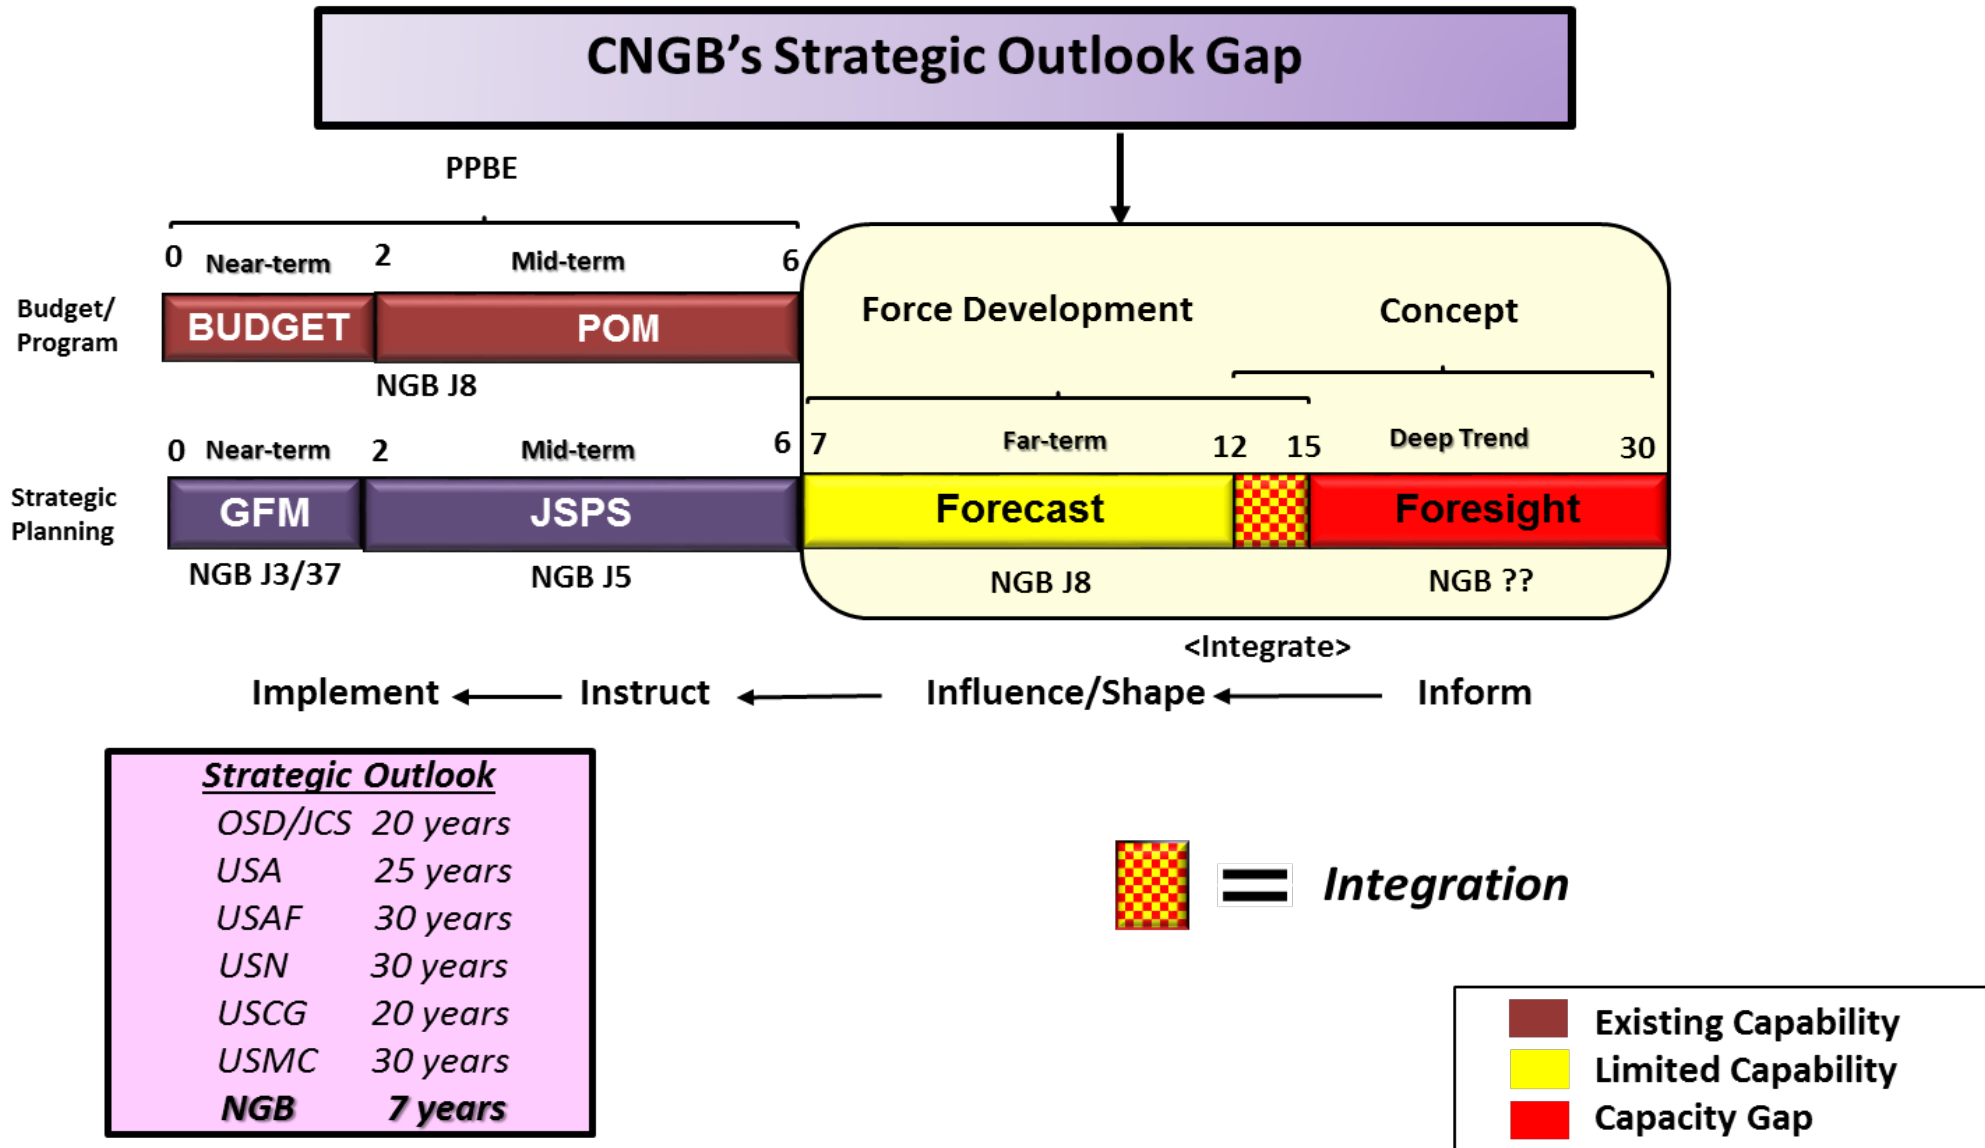 CNGB's Strategic Outlook Gap
PPBE
0 Near-term 2 Mid-term 6
Budget/
Program
BUDGET POM
NGB J8
Force Development Concept
0 Near-term 2 Mid-term 6 7 Far-term 12 15 Deep Trend 30
Strategic
Planning
GFM JSPS Forecast Foresight
NGB J3/37 NGB J5 NGB J8 NGB ??
<Integrate>
Implement Instruct Influence/Shape Inform
Strategic Outlook
OSD/JCS 20 years
USA 25 years
USAF 30 years
USN 30 years
USCG 20 years
USMC 30 years
NGB 7 years
= Integration
Existing Capability
Limited Capability
Capacity Gap